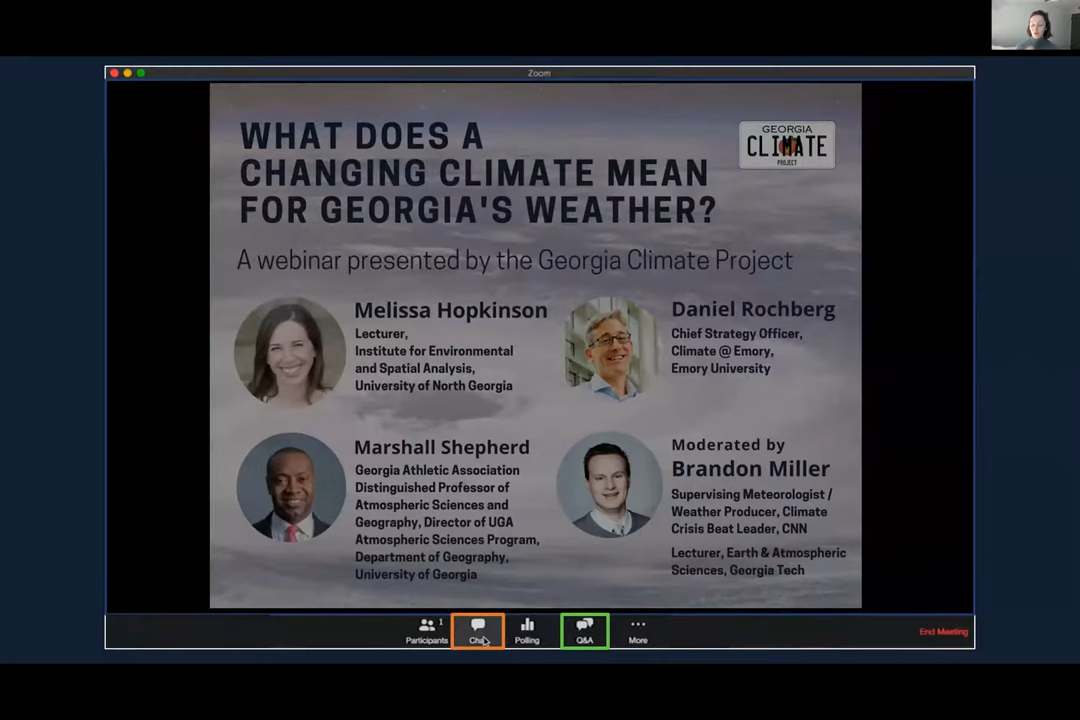 Zoom
WHAT DOES A
CHANGING CLIMATE MEAN
FOR GEORGIA'S WEATHER?
GEORGIA
CLIMATE
PROJECT
A webinar presented by the Georgia Climate Project
Melissa Hopkinson
Lecturer,
Institute for Environmental
and Spatial Analysis,
University of North Georgia
Daniel Rochberg
Chief Strategy Officer,
Climate @ Emory,
Emory University
Marshall Shepherd
Georgia Athletic Association
Distinguished Professor of
Atmospheric Sciences and
Geography, Director of UGA
Atmospheric Sciences Program,
Department of Geography,
University of Georgia
Moderated by
Brandon Miller
Supervising Meteorologist /
Weather Producer, Climate
Crisis Beat Leader, CNN
Lecturer, Earth & Atmospheric
Sciences, Georgia Tech
1
Participants
Chat
Polling
Q&A
More
End Meeting